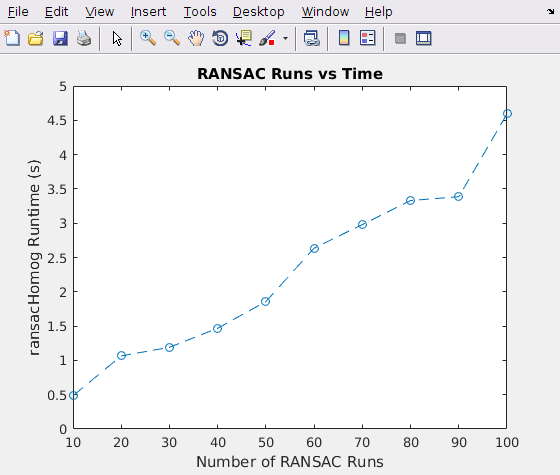 File Edit View Insert Tools Desktop Window Help
RANSAC Runs vs Time
5
4.5
4
3.5
3
2.5
2
1.5
1
0.5
0
ransacHomog Runtime (s)
10 20 30 40 50 60 70 80 90 100
Number of RANSAC Runs